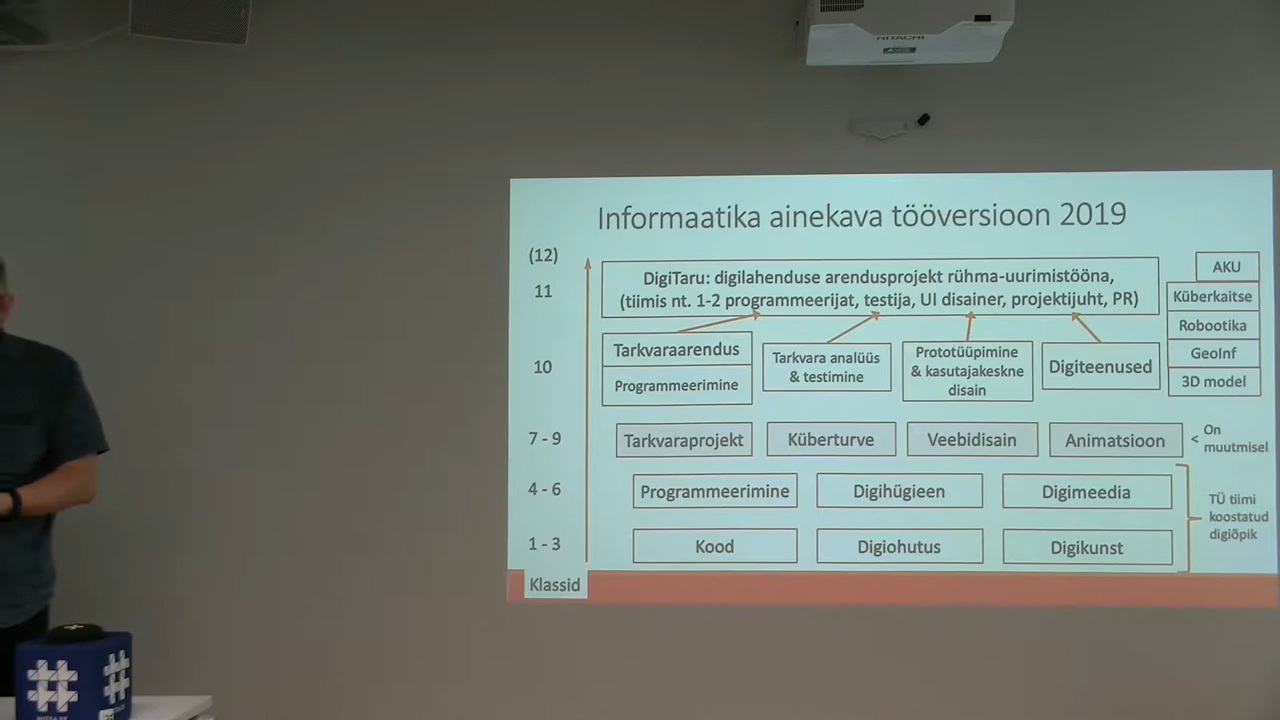 HITACHI
Informaatika ainekava tööversioon 2019
(12)
11
DigiTaru: digilahenduse arendusprojekt rühma-uurimistööna,
(tiimis nt. 1-2 programmeerijat, testija, UI disainer, projektijuht, PR)
AKU
Küberkaitse
Robootika
GeoInf
3D model
10
Tarkvaraarendus
Programmeerimine
Tarkvara analüüs
& testimine
Prototüüpimine
& kasutajakeskne
disain
Digiteenused
7 - 9
Tarkvaraprojekt
Küberturve
Veebidisain
Animatsioon
< On
muutmisel
4 - 6
Programmeerimine
Digihügieen
Digimeedia
1 - 3
Kood
Digiohutus
Digikunst
TÜ tiimi
koostatud
digiõpik
Klassid